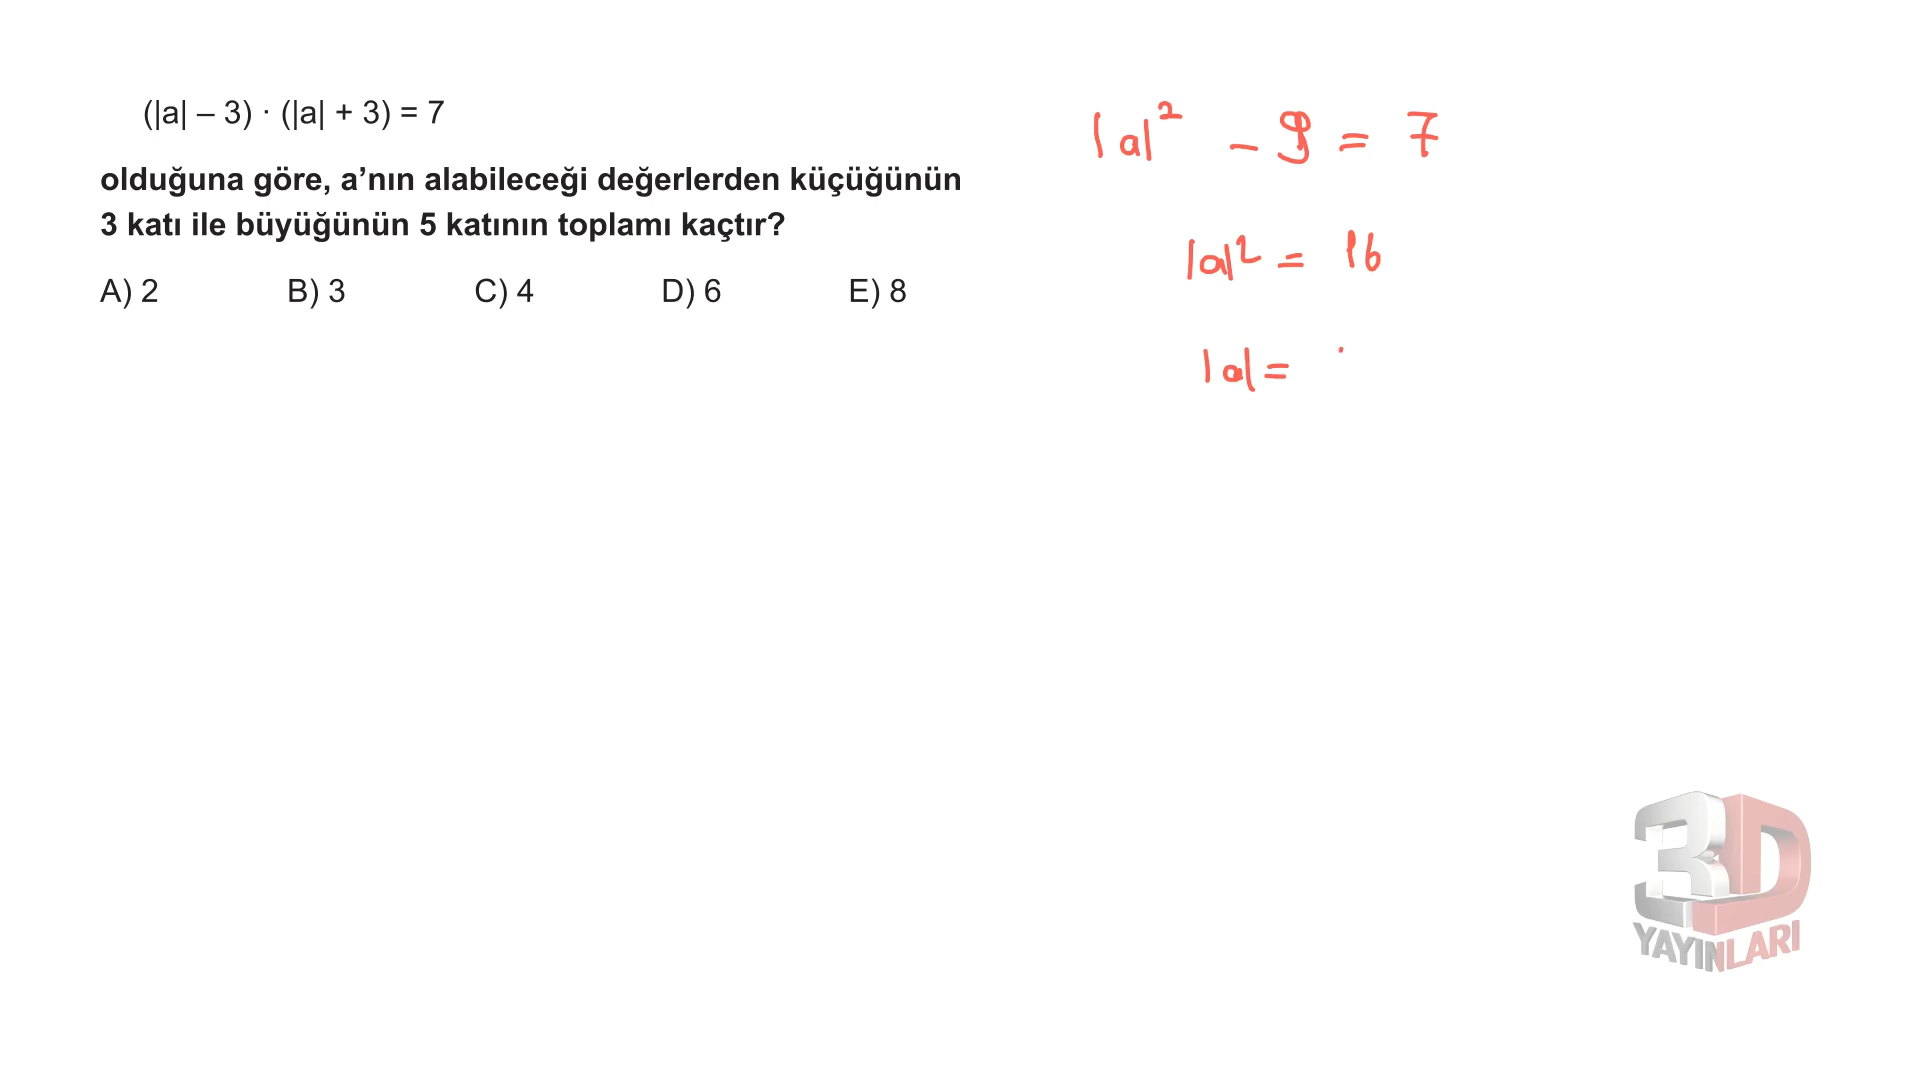 (|a| – 3) · (|a| + 3) = 7
olduğuna göre, a’nın alabileceği değerlerden küçüğünün
3 katı ile büyüğünün 5 katının toplamı kaçtır?
A) 2 B) 3 C) 4 D) 6 E) 8
|a|² - 9 = 7
|a|² = 16
|a| =
3D
YAYINLARI